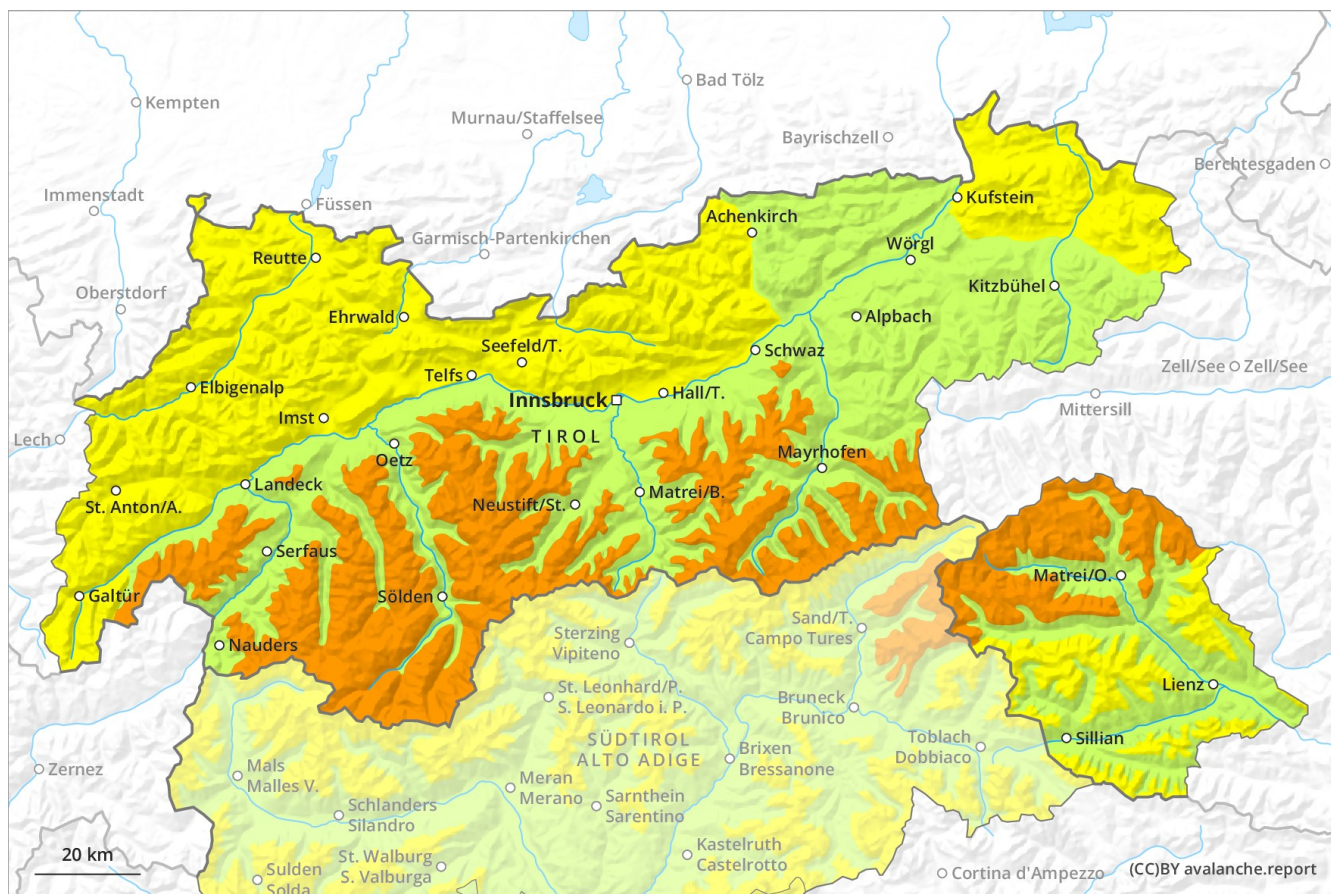 Kempten
Bad Tölz
Murnau/Staffelsee
Bayrischzell
Berchtesgaden
Immenstadt
Füssen
Kufstein
Achenkirch
Garmisch-Partenkirchen
Reutte
Wörgl
Oberstdorf
Kitzbühel
Ehrwald
Alpbach
Seefeld/T.
Schwaz
Telfs
Zell/See
Zell/See
Elbigenalp
Innsbruck
Hall/T.
Mittersill
Imst
Lech
TIROL
Oetz
Mayrhofen
Landeck
Matrei/B.
St. Anton/A.
Neustift/St.
Serfaus
Matrei/O.
Galtür
Sölden
Sand/T.
Campo Tures
Sterzing
Vipiteno
Nauders
Lienz
St. Leonhard/P.
S. Leonardo i. P.
Bruneck
Brunico
SÜDTIROL
ALTO ADIGE
Toblach
Dobbiaco
Sillian
Brixen
Bressanone
Zernez
Mals
Malles V.
Meran
Merano
Sarnthein
Sarentino
Schlanders
Silandro
20 km
St. Walburg
S. Valburga
Kastelruth
Castelrotto
Sulden
Solda
Cortina d'Ampezzo
(CC)BY avalanche.report